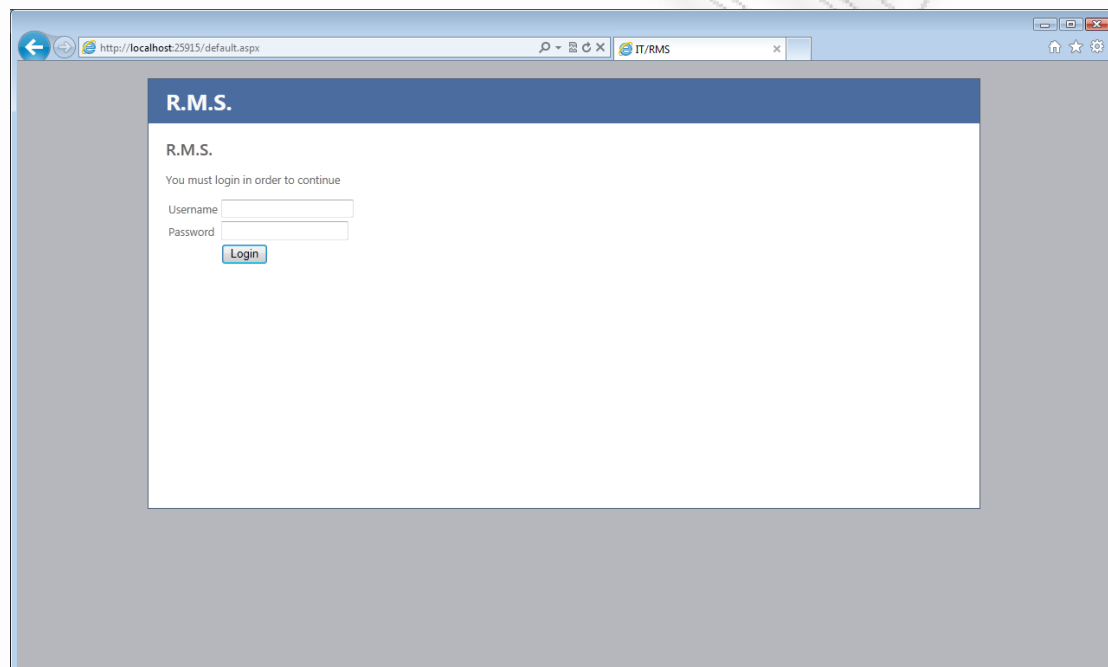 http://localhost:25915/default.aspx
IT/RMS
R.M.S.
R.M.S.
You must login in order to continue
Username
Password
Login